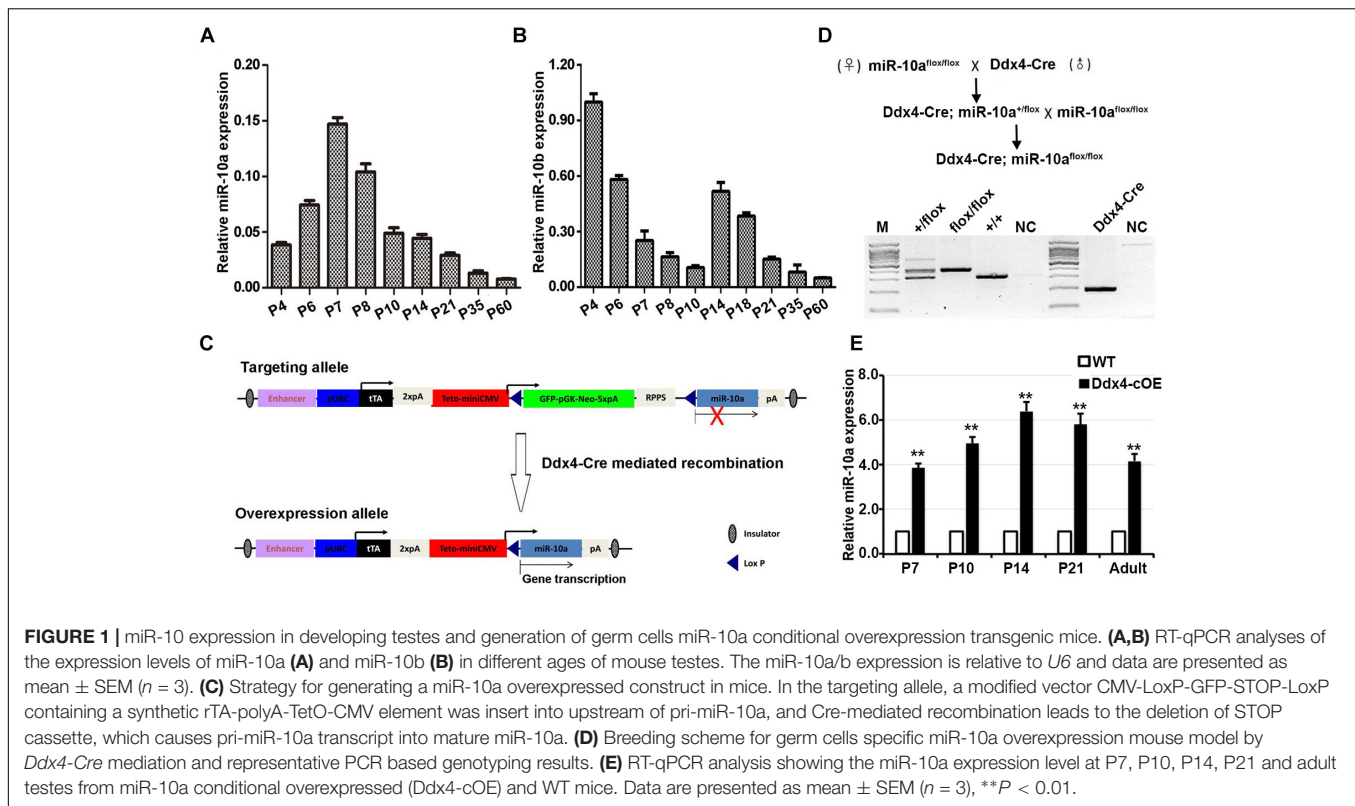 A
Relative miR-10a expression
0.20
0.15
0.10
0.05
0.00
P4 P6 P7 P8 P10 P14 P21 P35 P60
B
Relative miR-10b expression
1.20
0.90
0.60
0.30
0.00
P4 P6 P7 P8 P10 P14 P18 P21 P35 P60
D
(♀) miR-10aflox/flox X Ddx4-Cre (♂)
Ddx4-Cre; miR-10a+/flox X miR-10aflox/flox
Ddx4-Cre; miR-10aflox/flox
M +/flox flox/flox +/+ NC Ddx4-Cre NC
C
Targeting allele
Enhancer pUBC tTA 2xpA Teto-miniCMV GFP-pGK-Neo-5xpA RPPS miR-10a pA
X
Ddx4-Cre mediated recombination
Overexpression allele
Enhancer pUBC tTA 2xpA Teto-miniCMV miR-10a pA
Gene transcription
Insulator
Lox P
E
WT
Ddx4-cOE
Relative miR-10a expression
8.0
6.0
4.0
2.0
0.0
** ** ** ** **
P7 P10 P14 P21 Adult
FIGURE 1 | miR-10 expression in developing testes and generation of germ cells miR-10a conditional overexpression transgenic mice. (A,B) RT-qPCR analyses of
the expression levels of miR-10a (A) and miR-10b (B) in different ages of mouse testes. The miR-10a/b expression is relative to U6 and data are presented as
mean ± SEM (n = 3). (C) Strategy for generating a miR-10a overexpressed construct in mice. In the targeting allele, a modified vector CMV-LoxP-GFP-STOP-LoxP
containing a synthetic rTA-polyA-TetO-CMV element was insert into upstream of pri-miR-10a, and Cre-mediated recombination leads to the deletion of STOP
cassette, which causes pri-miR-10a transcript into mature miR-10a. (D) Breeding scheme for germ cells specific miR-10a overexpression mouse model by
Ddx4-Cre mediation and representative PCR based genotyping results. (E) RT-qPCR analysis showing the miR-10a expression level at P7, P10, P14, P21 and adult
testes from miR-10a conditional overexpressed (Ddx4-cOE) and WT mice. Data are presented as mean ± SEM (n = 3), **P < 0.01.